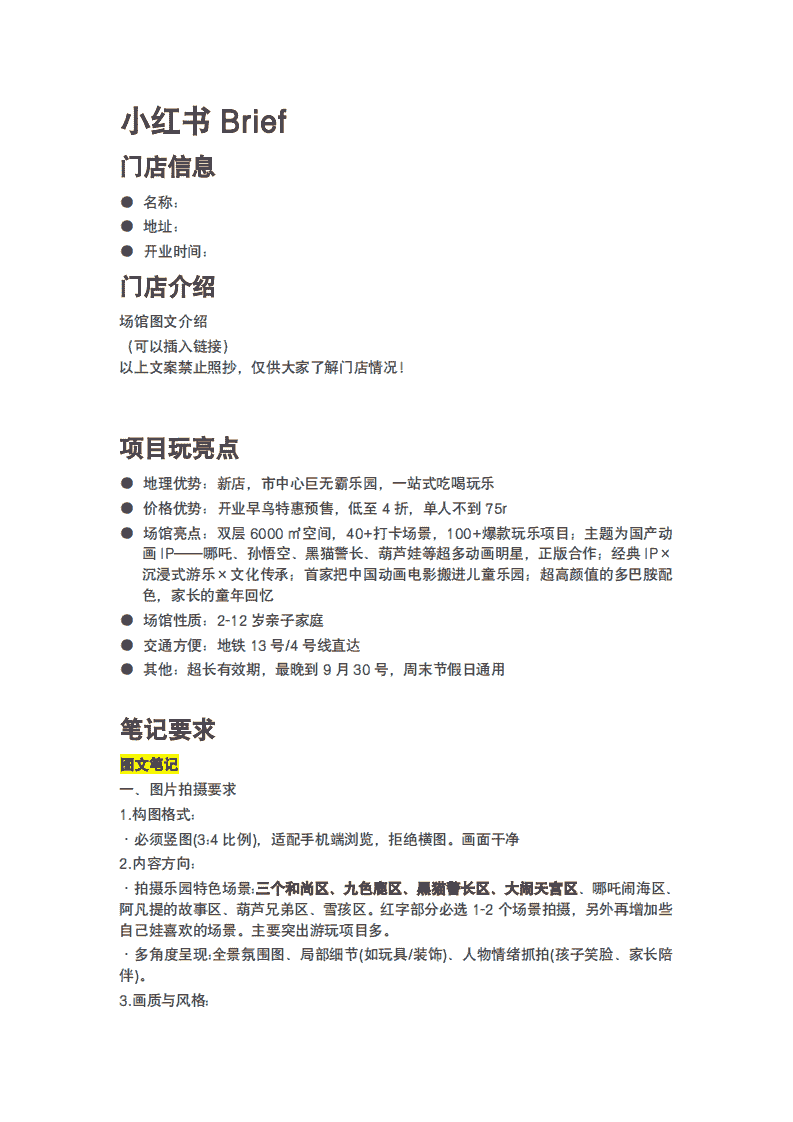 小红书 Brief
门店信息
● 名称：
● 地址：
● 开业时间：
门店介绍
场馆图文介绍
（可以插入链接）
以上文案禁止照抄，仅供大家了解门店情况！
项目玩亮点
● 地理优势：新店，市中心巨无霸乐园，一站式吃喝玩乐
● 价格优势：开业早鸟特惠预售，低至 4 折，单人不到 75r
● 场馆亮点：双层 6000 ㎡空间，40+打卡场景，100+爆款玩乐项目；主题为国产动
画 IP——哪吒、孙悟空、黑猫警长、葫芦娃等超多动画明星，正版合作；经典 IP×
沉浸式游乐×文化传承；首家把中国动画电影搬进儿童乐园；超高颜值的多巴胺配
色，家长的童年回忆
● 场馆性质：2-12 岁亲子家庭
● 交通方便：地铁 13 号/4 号线直达
● 其他：超长有效期，最晚到 9 月 30 号，周末节假日通用
笔记要求
图文笔记
一、图片拍摄要求
1.构图格式:
· 必须竖图(3:4 比例)，适配手机端浏览，拒绝横图。画面干净
2.内容方向:
· 拍摄乐园特色场景:三个和尚区、九色鹿区、黑猫警长区、大闹天宫区、哪吒闹海区、
阿凡提的故事区、葫芦兄弟区、雪孩区。红字部分必选 1-2 个场景拍摄，另外再增加些
自己娃喜欢的场景。主要突出游玩项目多。
· 多角度呈现:全景氛围图、局部细节(如玩具/装饰)、人物情绪抓拍(孩子笑脸、家长陪
伴)。
3.画质与风格: